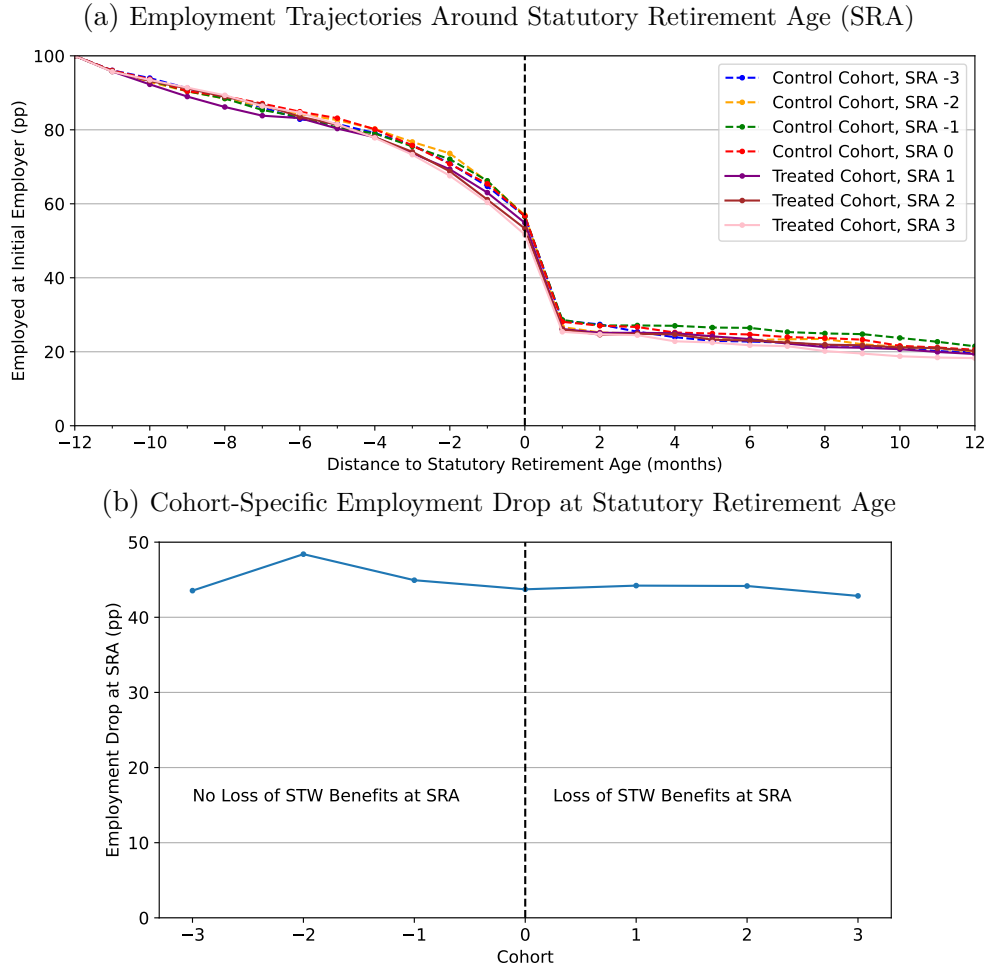 (a) Employment Trajectories Around Statutory Retirement Age (SRA)
Employed at Initial Employer (pp)
100
80
60
40
20
0
Control Cohort, SRA -3
Control Cohort, SRA -2
Control Cohort, SRA -1
Control Cohort, SRA 0
Treated Cohort, SRA 1
Treated Cohort, SRA 2
Treated Cohort, SRA 3
−12 −10 −8 −6 −4 −2 0 2 4 6 8 10 12
Distance to Statutory Retirement Age (months)
(b) Cohort-Specific Employment Drop at Statutory Retirement Age
Employment Drop at SRA (pp)
50
40
30
20
10
0
No Loss of STW Benefits at SRA Loss of STW Benefits at SRA
−3 −2 −1 0 1 2 3
Cohort